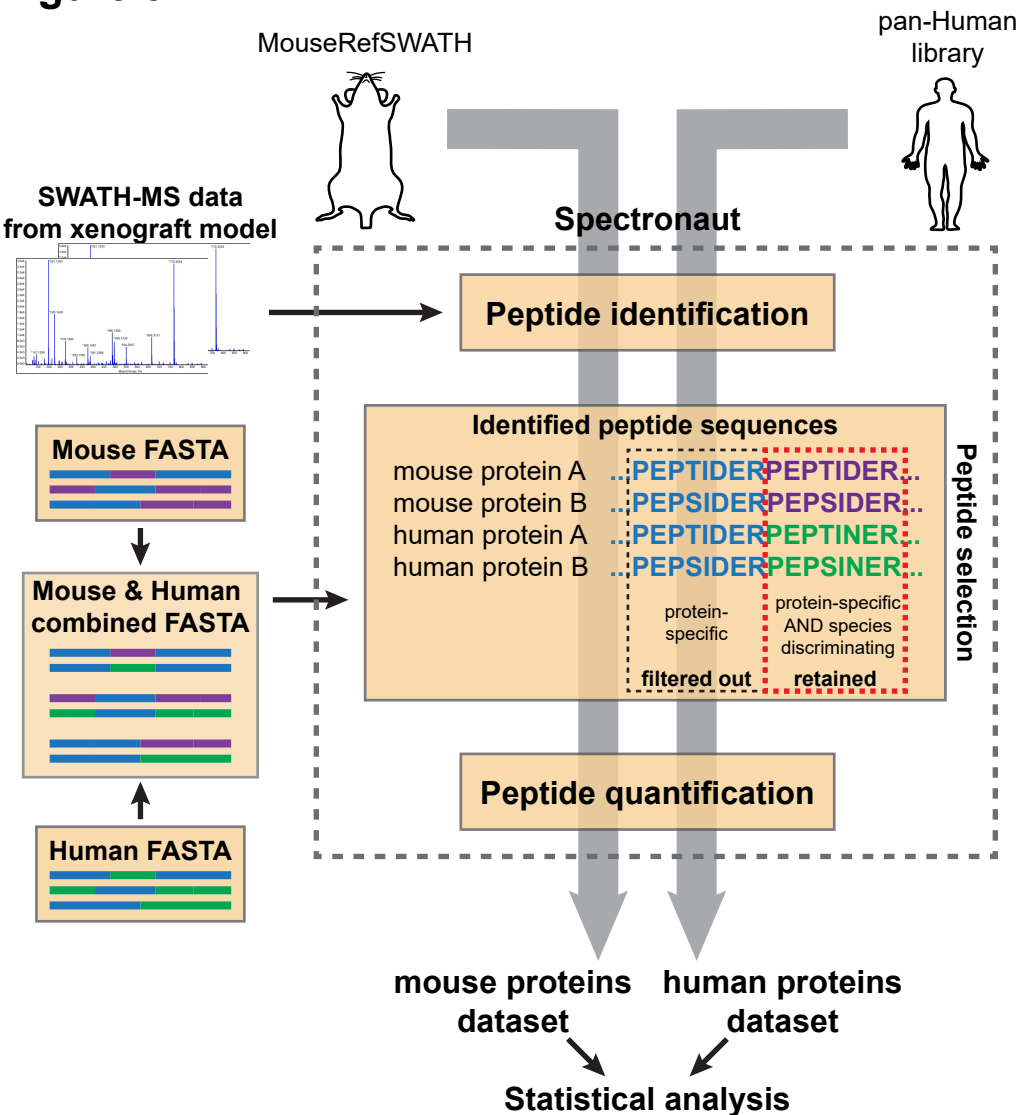 MouseRefSWATH
pan-Human
library
SWATH-MS data
from xenograft model
Spectronaut
Peptide identification
Mouse FASTA
Identified peptide sequences
mouse protein A ...PEPTIDERPEPTIDER...
mouse protein B ...PEPSIDERPEPSIDER...
human protein A ...PEPTIDERPEPTINER...
human protein B ...PEPSIDERPEPSINER...
Peptide selection
Mouse & Human
combined FASTA
protein-
specific
protein-specific
AND species
discriminating
filtered out
retained
Peptide quantification
Human FASTA
mouse proteins
dataset
human proteins
dataset
Statistical analysis